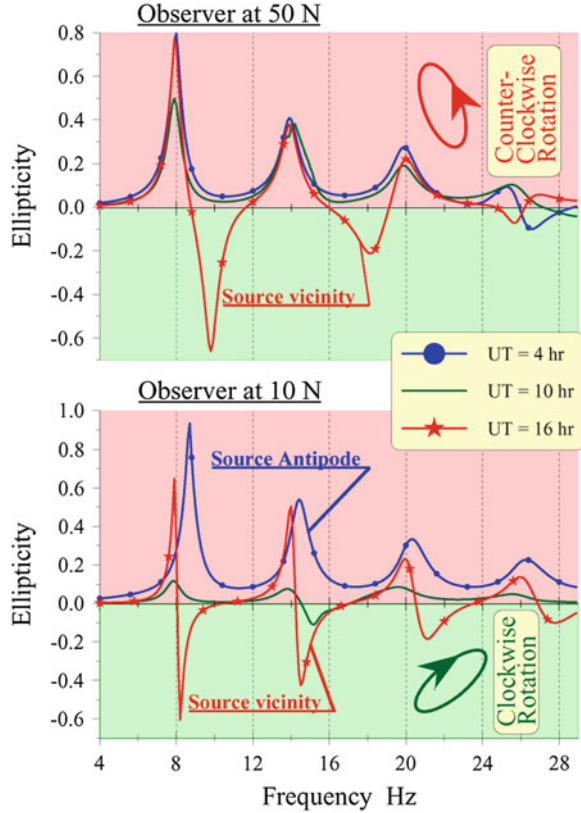 Observer at 50 N
0.8
0.6
0.4
0.2
0.0
-0.2
-0.4
-0.6
Ellipticity
Counter-
Clockwise
Rotation
Source vicinity
UT = 4 hr
UT = 10 hr
UT = 16 hr
Observer at 10 N
1.0
0.8
0.6
0.4
0.2
0.0
-0.2
-0.4
-0.6
Ellipticity
Source Antipode
Source vicinity
Clockwise
Rotation
4 8 12 16 20 24 28
Frequency Hz